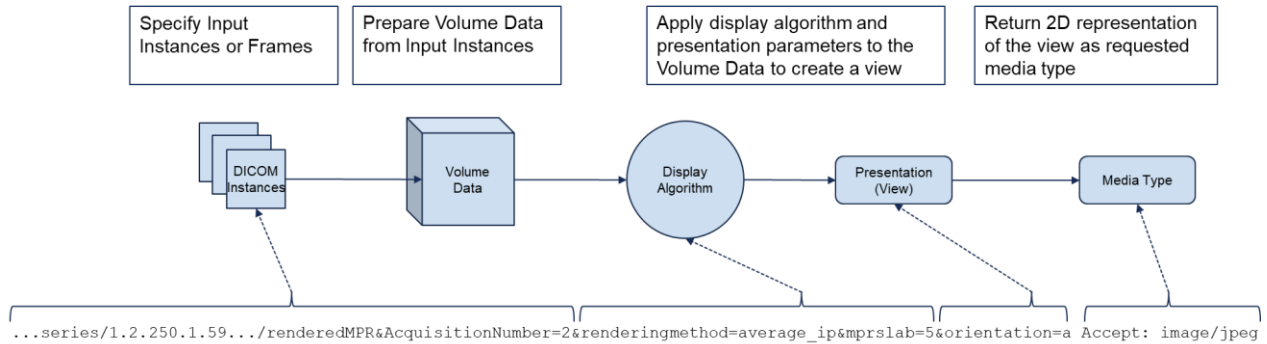 Specify Input
Instances or Frames
Prepare Volume Data
from Input Instances
Apply display algorithm and
presentation parameters to the
Volume Data to create a view
Return 2D representation
of the view as requested
media type
DICOM
Instances
Volume
Data
Display
Algorithm
Presentation
(View)
Media Type
...series/1.2.250.1.59.../renderedMPR&AcquisitionNumber=2&renderingmethod=average_ip&mprslab=5&orientation=a Accept: image/jpeg